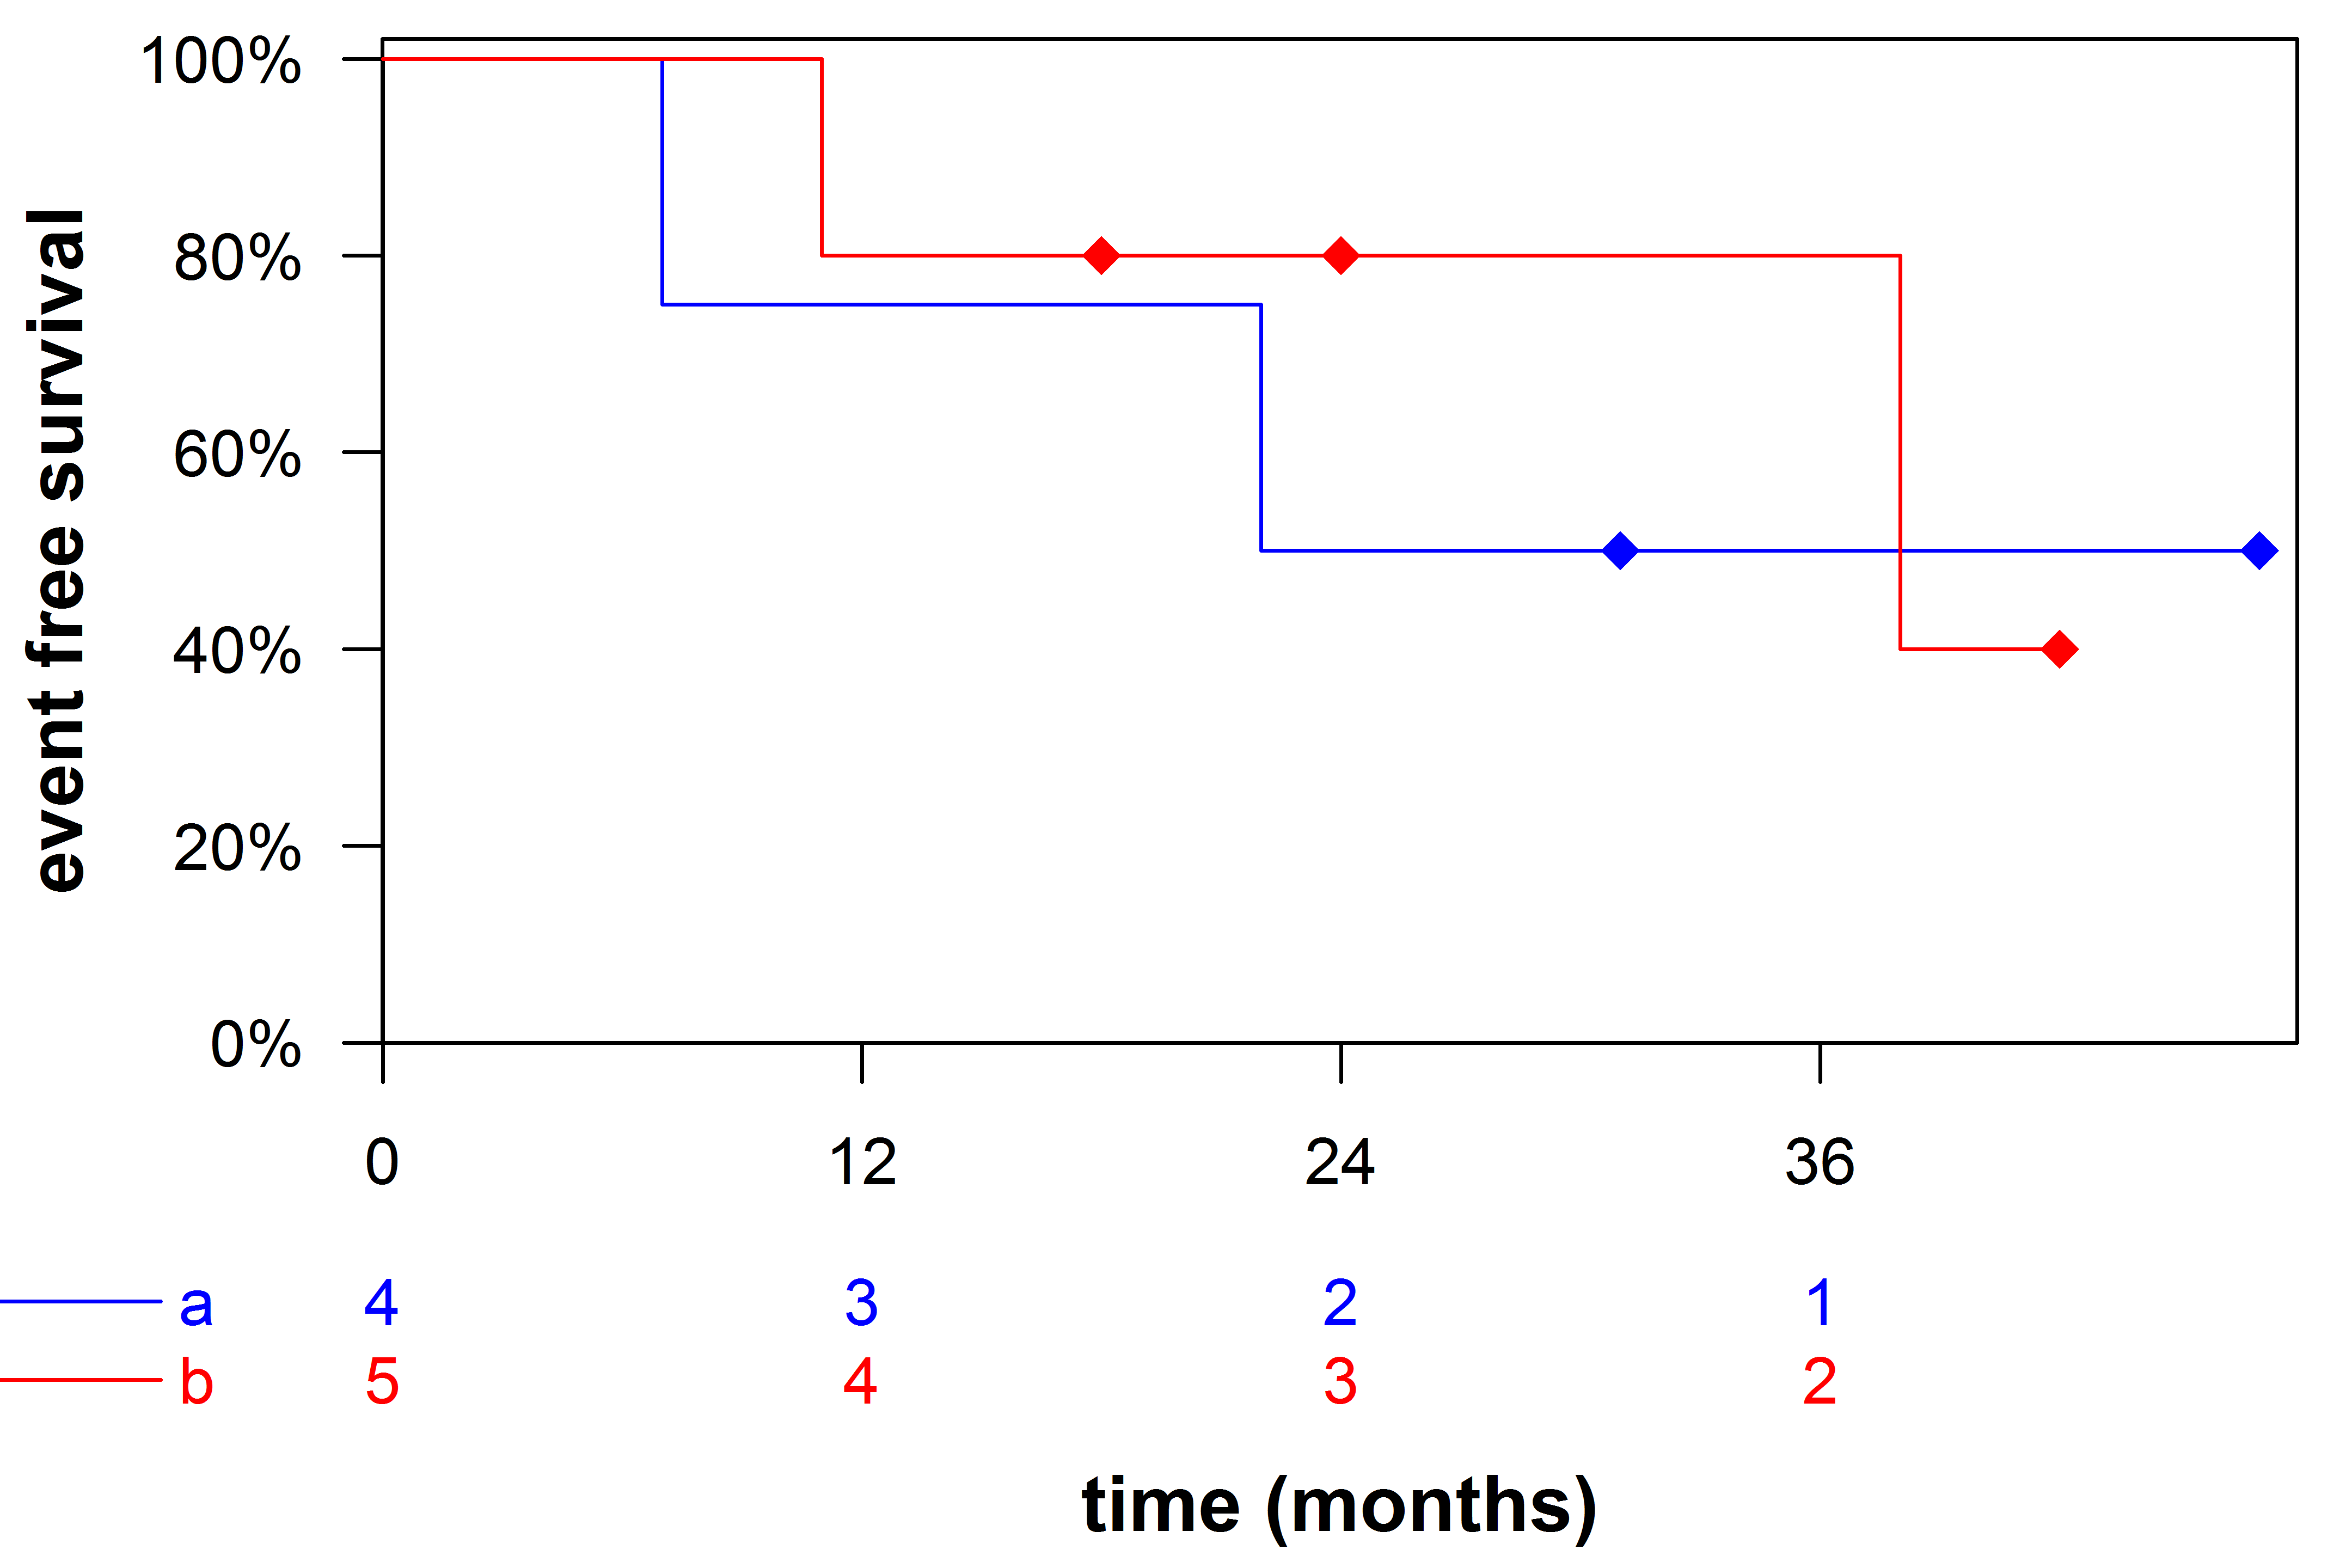 event free survival
100%
80%
60%
40%
20%
0%
0 12 24 36
a 4 3 2 1
b 5 4 3 2
time (months)